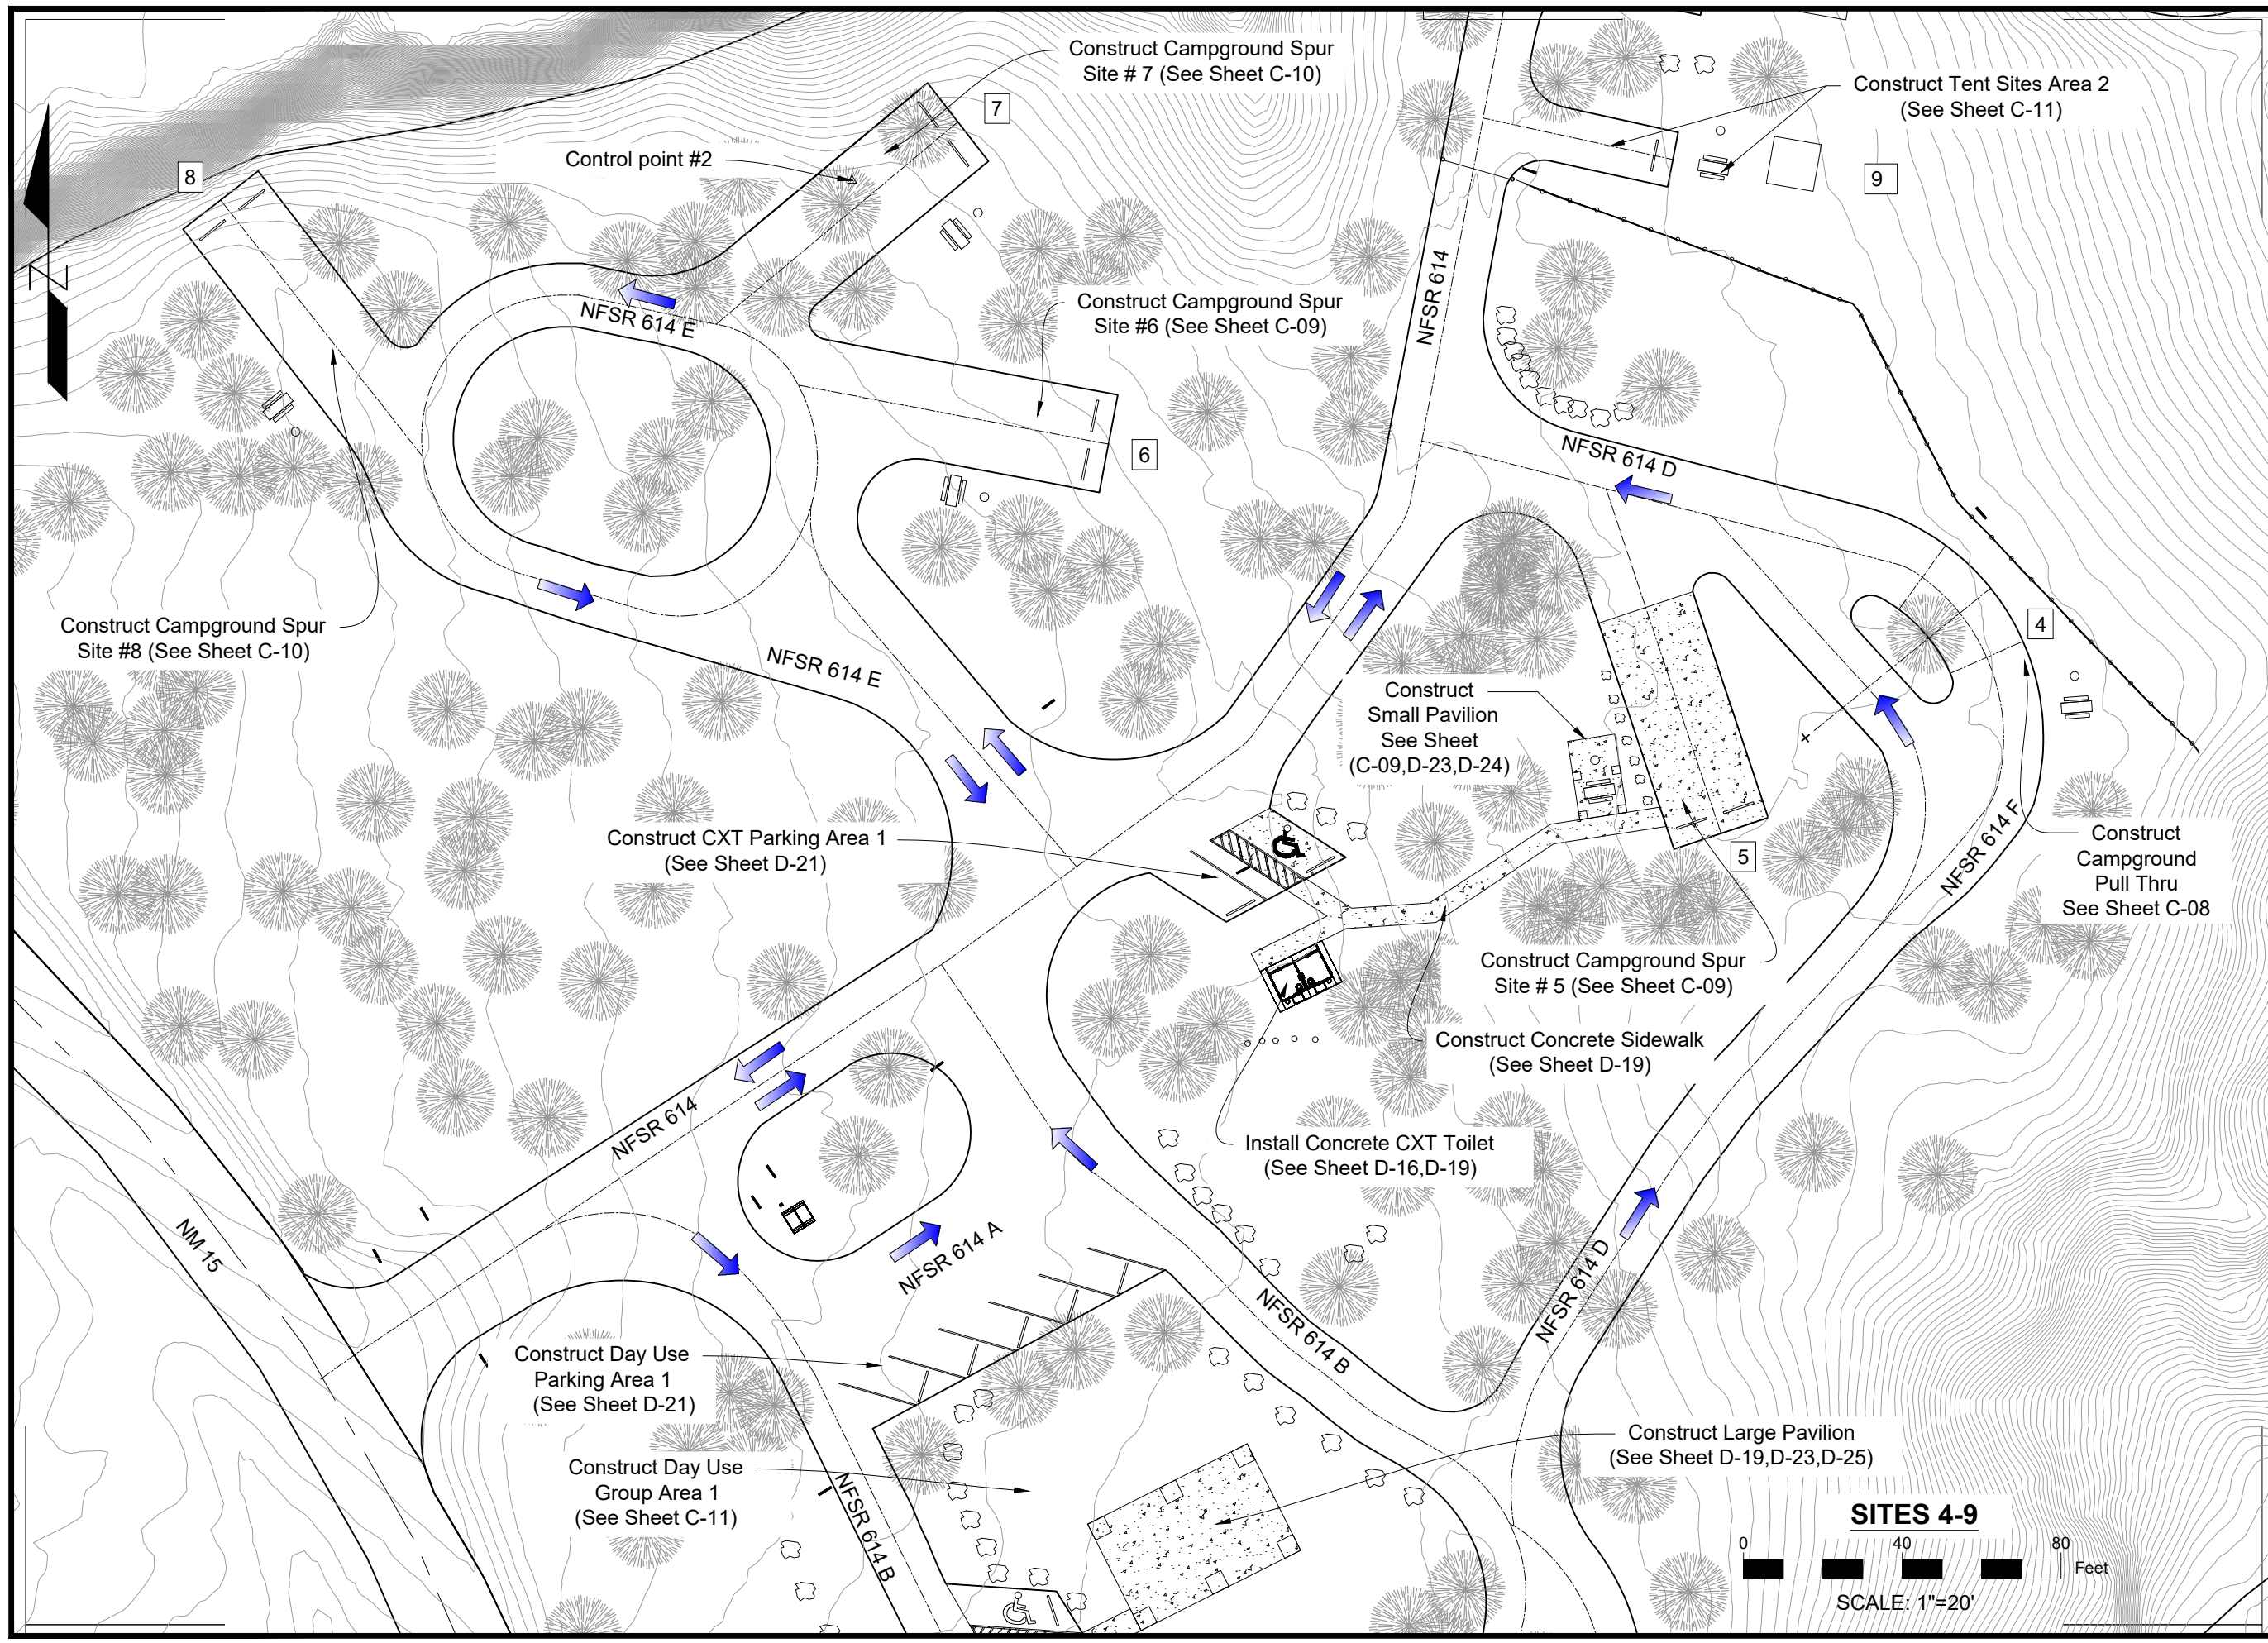 Construct Campground Spur
Site # 7 (See Sheet C-10)
7
Construct Tent Sites Area 2
(See Sheet C-11)
Control point #2
8
9
NFSR 614
NFSR 614 E
Construct Campground Spur
Site #6 (See Sheet C-09)
6
NFSR 614 D
Construct Campground Spur
Site #8 (See Sheet C-10)
4
NFSR 614 E
Construct
Small Pavilion
See Sheet
(C-09,D-23,D-24)
Construct CXT Parking Area 1
(See Sheet D-21)
5
NFSR 614 F
Construct
Campground
Pull Thru
See Sheet C-08
Construct Campground Spur
Site # 5 (See Sheet C-09)
Construct Concrete Sidewalk
(See Sheet D-19)
NFSR 614
Install Concrete CXT Toilet
(See Sheet D-16,D-19)
NM 15
NFSR 614 A
NFSR 614 D
NFSR 614 B
Construct Day Use
Parking Area 1
(See Sheet D-21)
Construct Large Pavilion
(See Sheet D-19,D-23,D-25)
Construct Day Use
Group Area 1
(See Sheet C-11)
NFSR 614 B
SITES 4-9
0 40 80
Feet
SCALE: 1"=20'